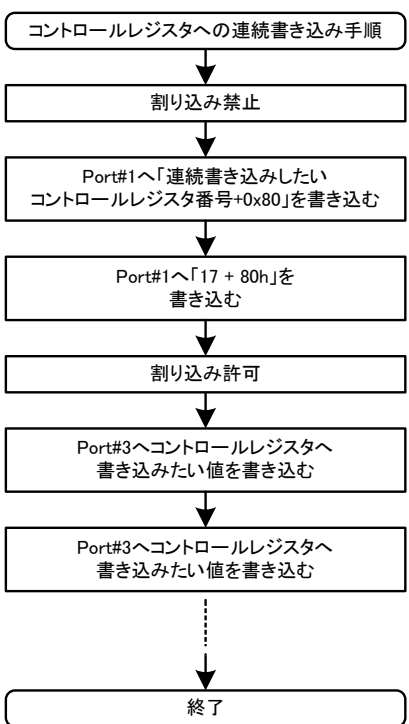 コントロールレジスタへの連続書き込み手順
割り込み禁止
Port#1へ「連続書き込みしたい
コントロールレジスタ番号+0x80」を書き込む
Port#1へ「17 + 80h」を
書き込む
割り込み許可
Port#3へコントロールレジスタへ
書き込みたい値を書き込む
Port#3へコントロールレジスタへ
書き込みたい値を書き込む
終了